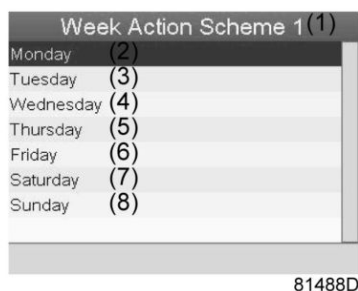 Week Action Scheme 1(1)
Monday (2)
Tuesday (3)
Wednesday (4)
Thursday (5)
Friday (6)
Saturday (7)
Sunday (8)
81488D